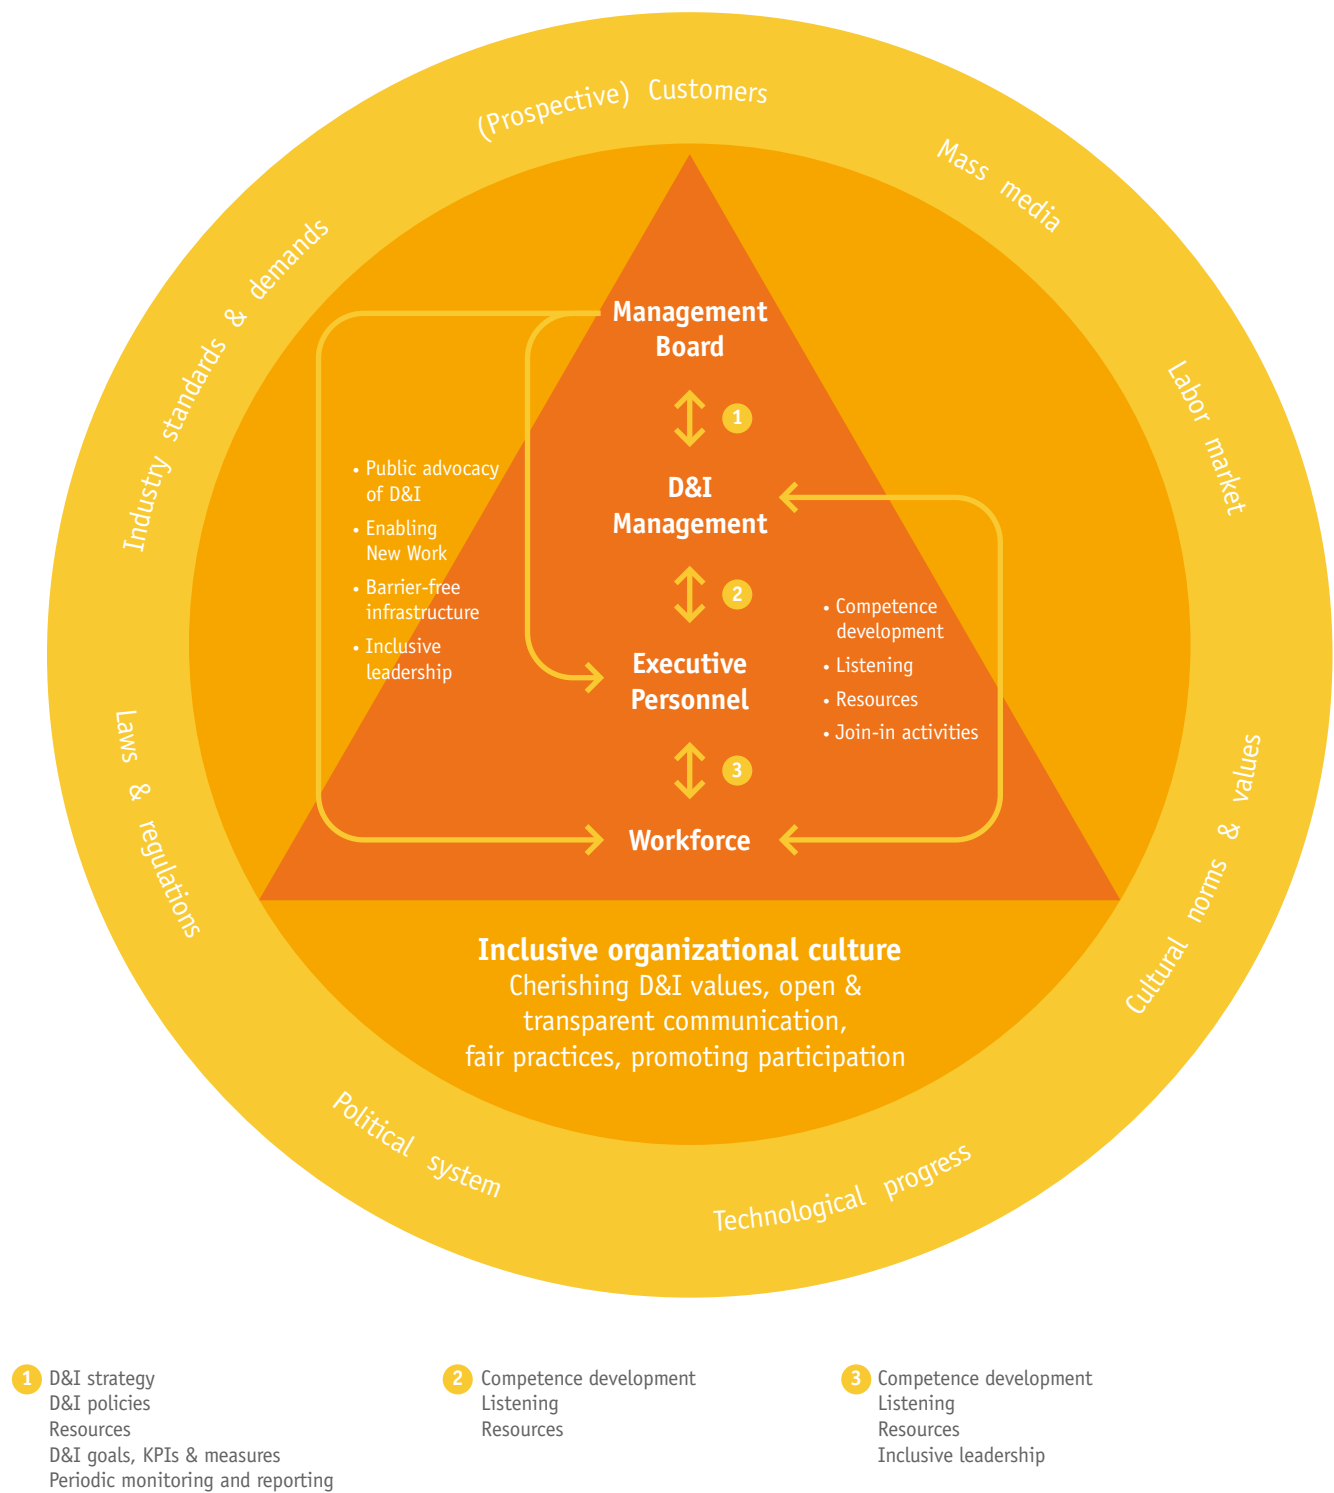 (Prospective) Customers
Mass media
Labor market
Cultural norms & values
Technological progress
Political system
Laws & regulations
Industry standards & demands
Management
Board
1
D&I
Management
2
Executive
Personnel
3
Workforce
• Public advocacy
of D&I
• Enabling
New Work
• Barrier-free
infrastructure
• Inclusive
leadership
• Competence
development
• Listening
• Resources
• Join-in activities
Inclusive organizational culture
Cherishing D&I values, open &
transparent communication,
fair practices, promoting participation
1 D&I strategy
D&I policies
Resources
D&I goals, KPIs & measures
Periodic monitoring and reporting
2 Competence development
Listening
Resources
3 Competence development
Listening
Resources
Inclusive leadership